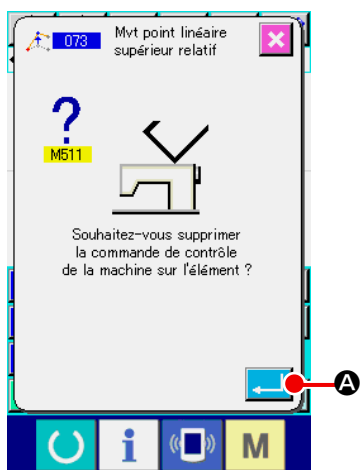 073
Mvt point linéaire
supérieur relatif
?
M511
Souhaitez-vous supprimer
la commande de contrôle
de la machine sur l'élément ?
A
i
M